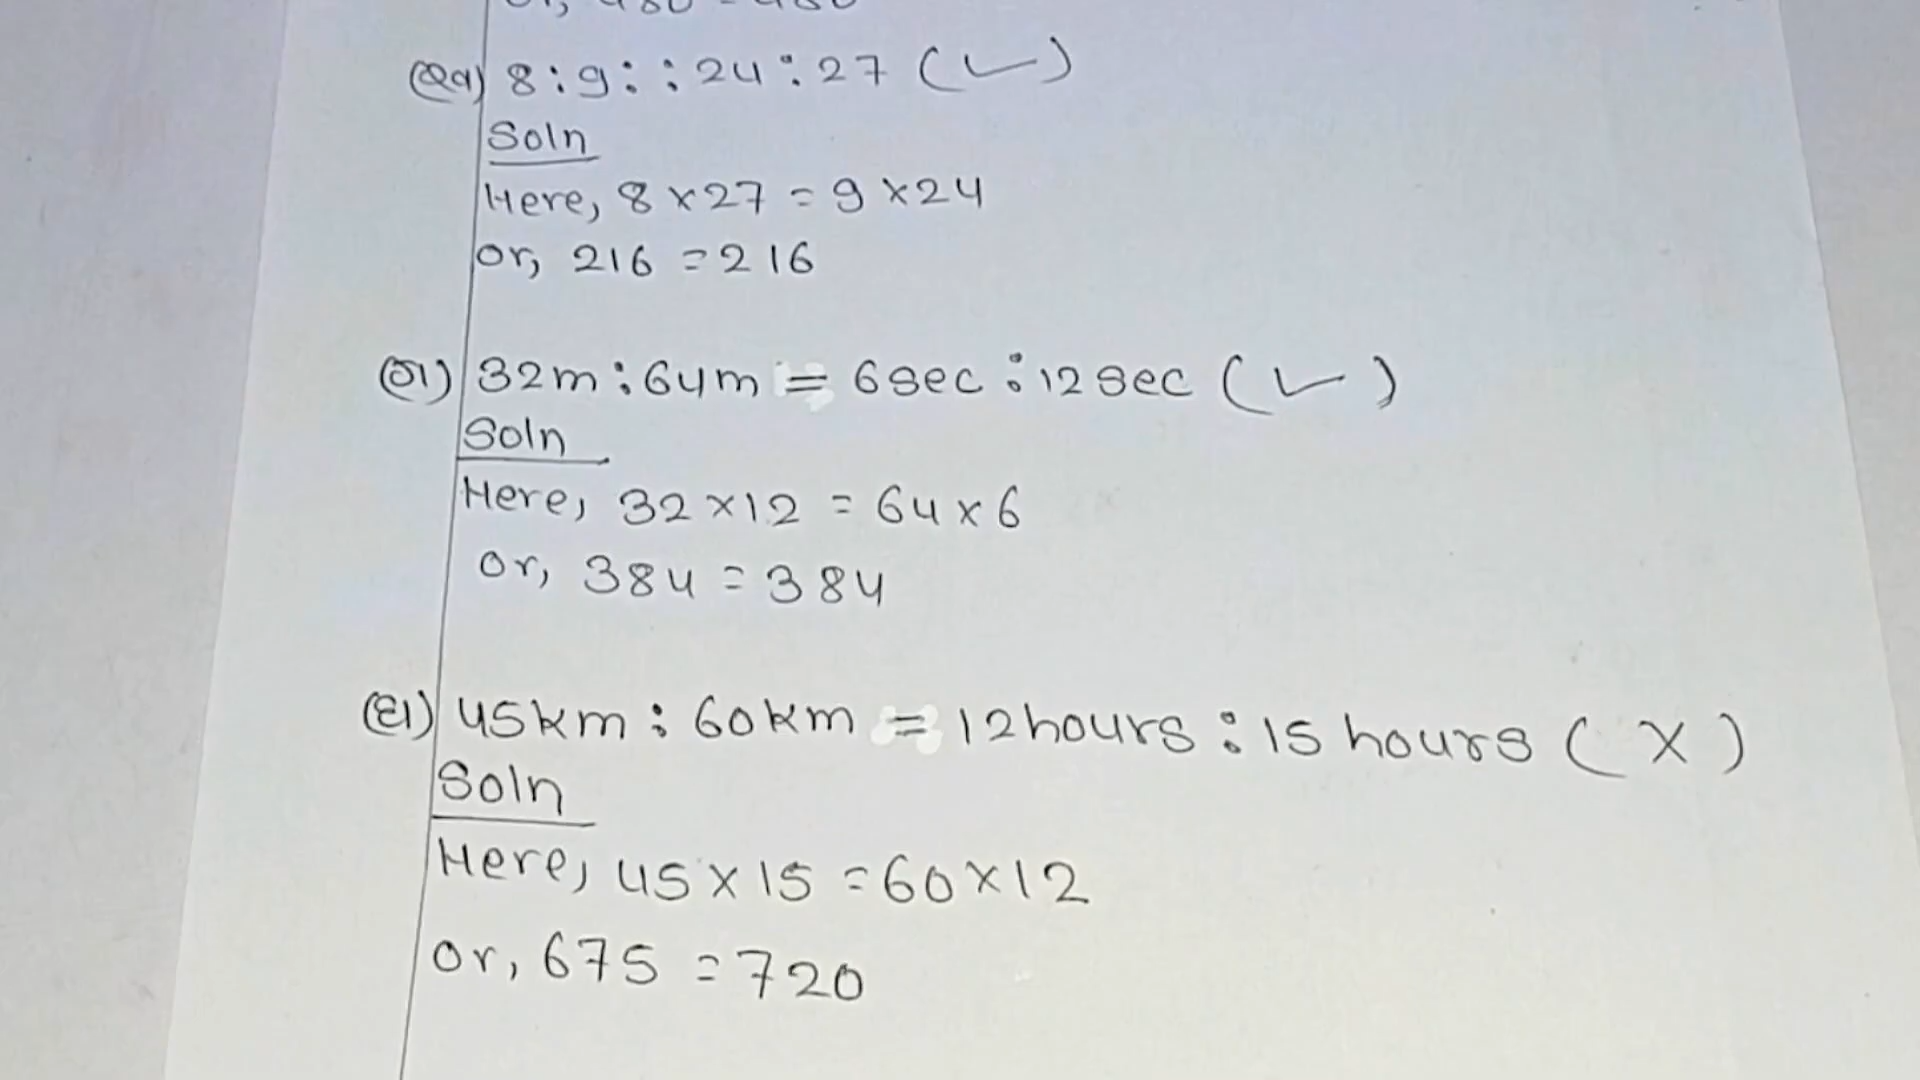 (ख) 8:9::24:27 (✓)
Soln
Here, 8×27 = 9×24
or, 216 = 216
(ग) 32m:64m = 6sec:12sec (✓)
Soln
Here, 32×12 = 64×6
or, 384 = 384
(घ) 45km:60km = 12hours:15 hours (×)
Soln
Here, 45×15 = 60×12
or, 675 = 720